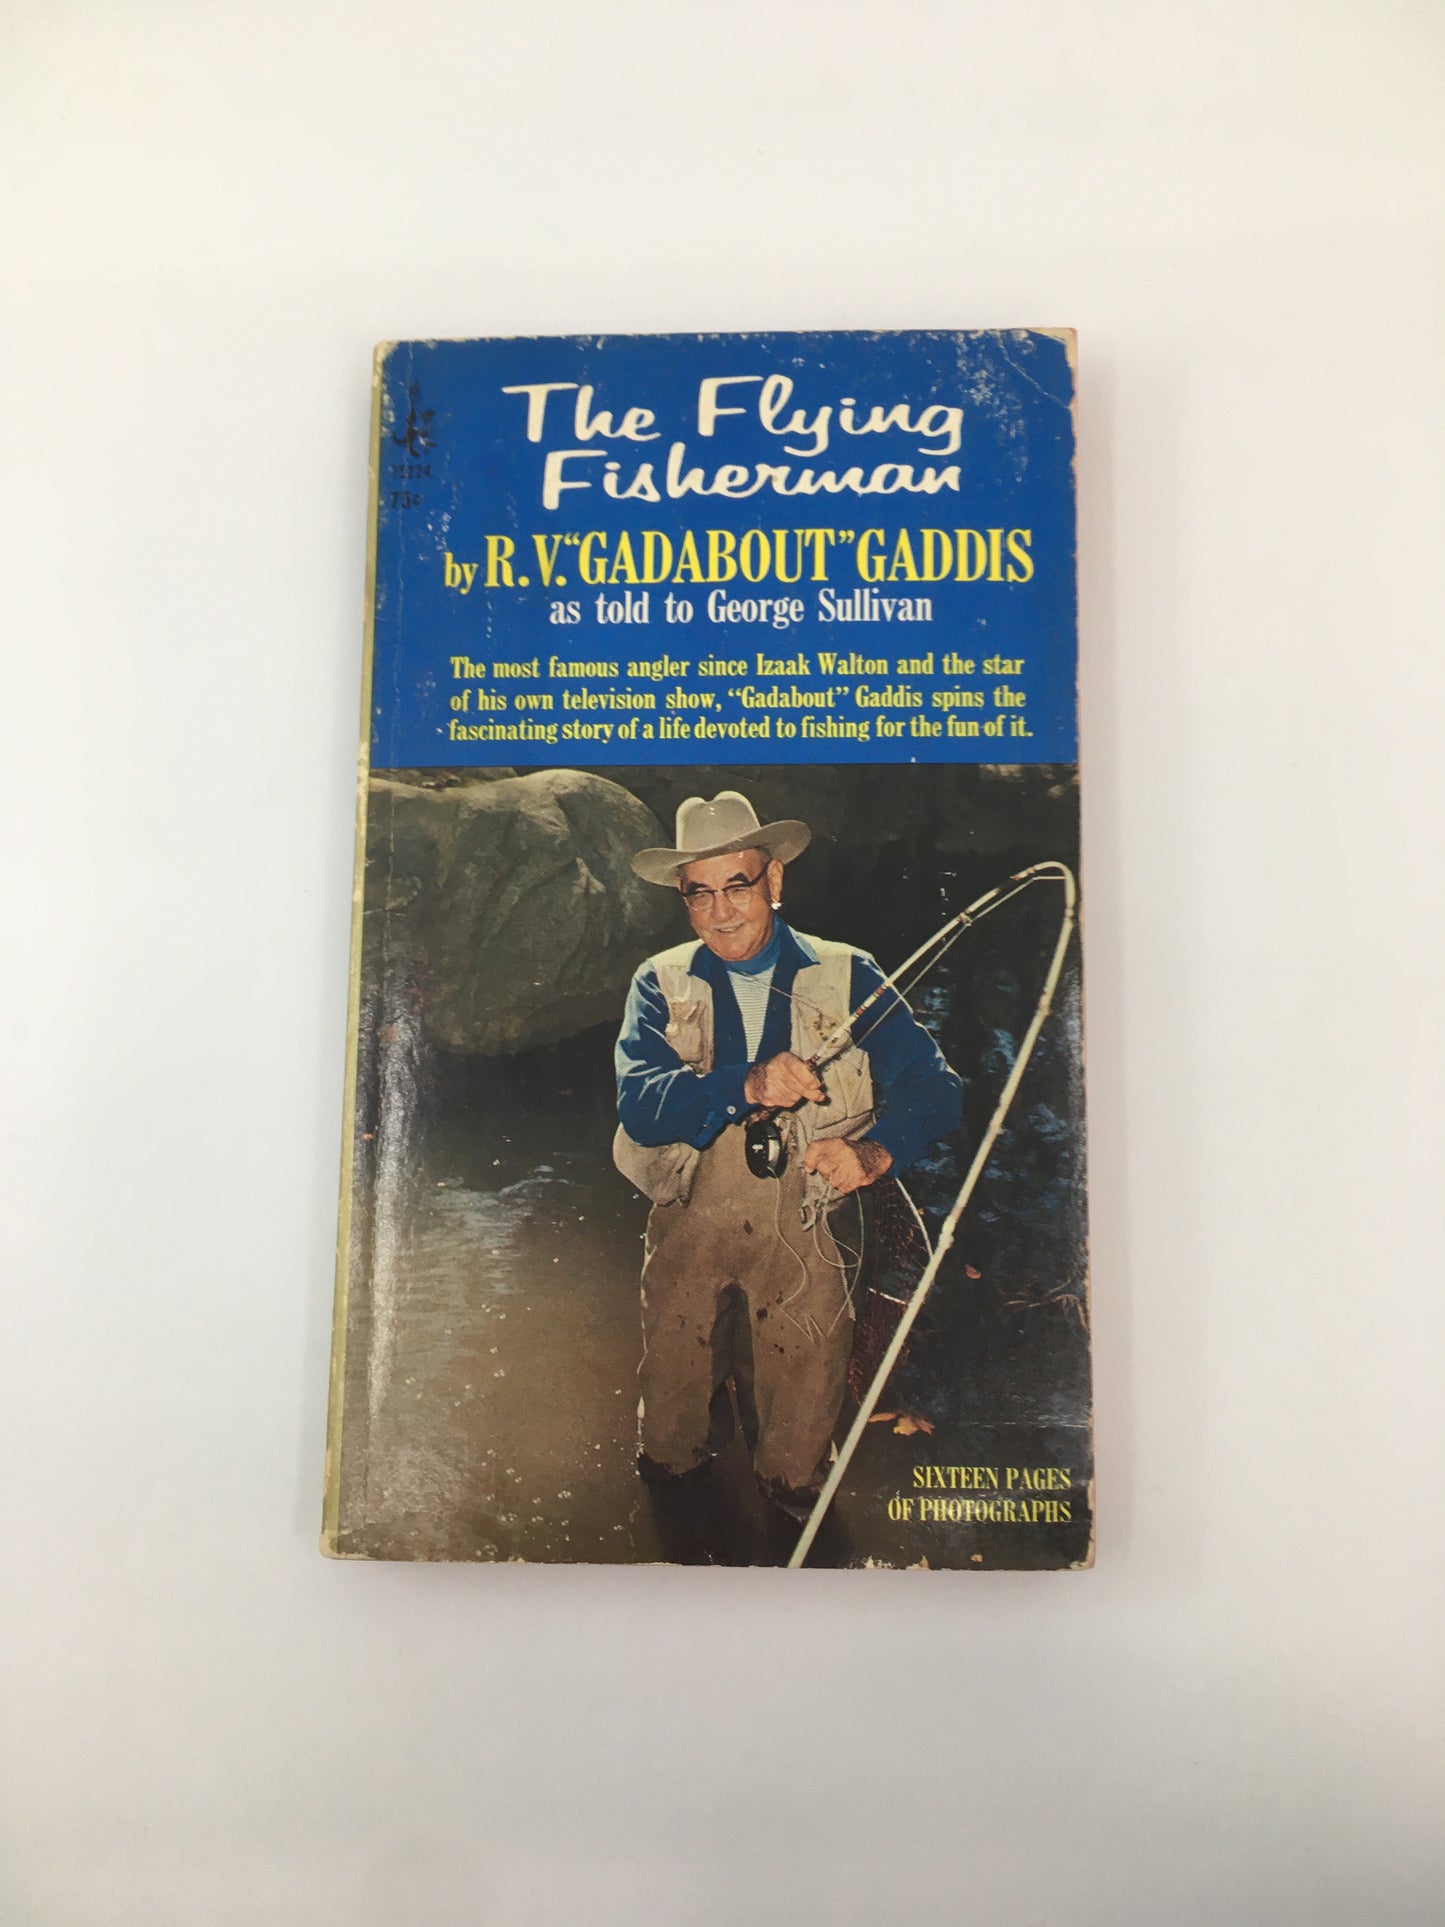 The Flying
Fisherman
75¢
by R.V. “GADABOUT” GADDIS
as told to George Sullivan
The most famous angler since Izaak Walton and the star
of his own television show, “Gadabout” Gaddis spins the
fascinating story of a life devoted to fishing for the fun of it.
SIXTEEN PAGES
OF PHOTOGRAPHS